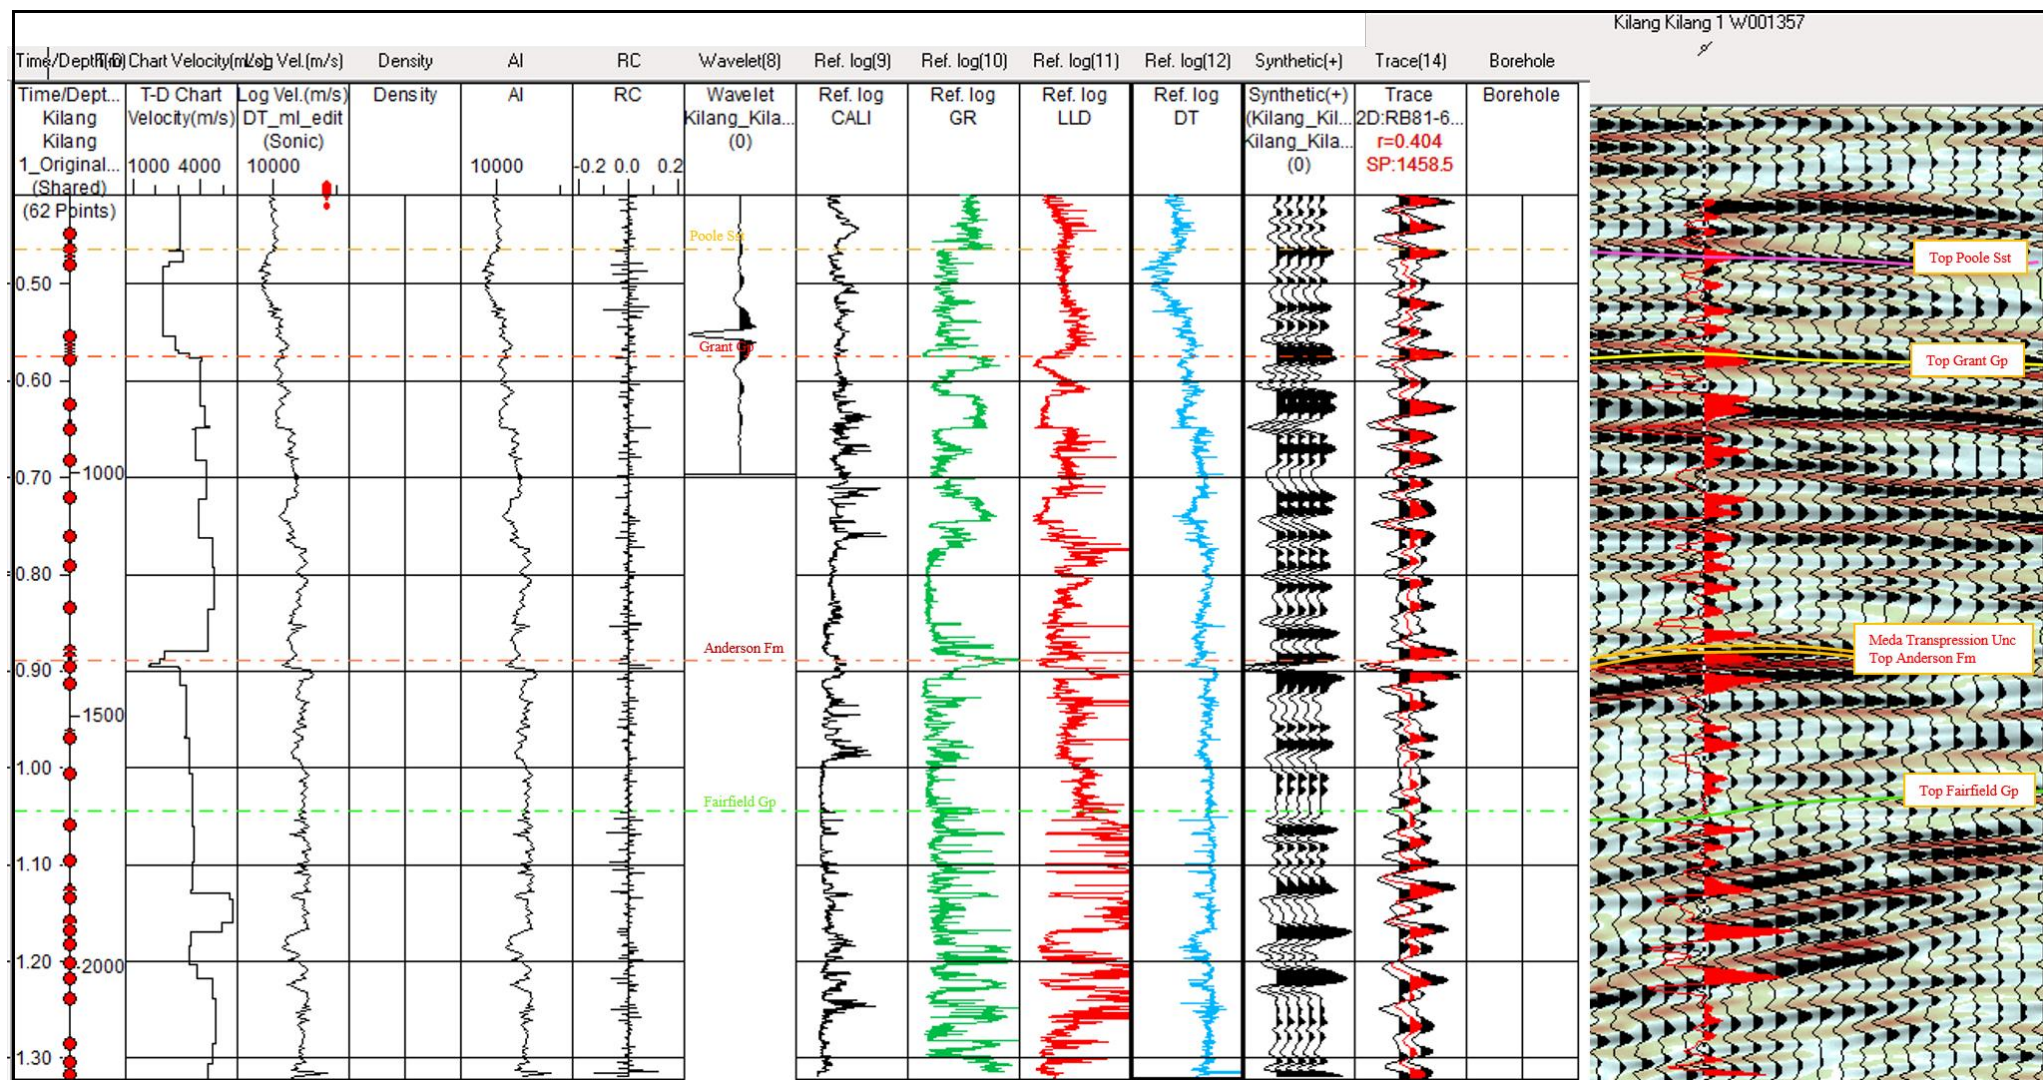 Kilang Kilang 1 W001357
Time/Depth(m) Chart Velocity(m/s) Log Vel.(m/s) Density AI RC Wavelet(8) Ref. log(9) Ref. log(10) Ref. log(11) Ref. log(12) Synthetic(+) Trace(14) Borehole
Time/Dept...
Kilang
Kilang
1_Original...
(Shared)
(62 Points)
T-D Chart
Velocity(m/s)
1000 4000
Log Vel.(m/s)
DT_ml_edit
(Sonic)
10000
Density
AI
10000
RC
-0.2 0.0 0.2
Wavelet
Kilang_Kila...
(0)
Ref. log
CALI
Ref. log
GR
Ref. log
LLD
Ref. log
DT
Synthetic(+)
(Kilang_Kil...
Kilang_Kila...
(0)
Trace
2D:RB81-6...
r=0.404
SP:1458.5
Borehole
Poole Sst
Top Poole Sst
0.50
Grant Gp
Top Grant Gp
0.60
1000
0.70
0.80
Anderson Fm
Meda Transpression Unc
Top Anderson Fm
0.90
1500
1.00
Fairfield Gp
Top Fairfield Gp
1.10
1.20
2000
1.30